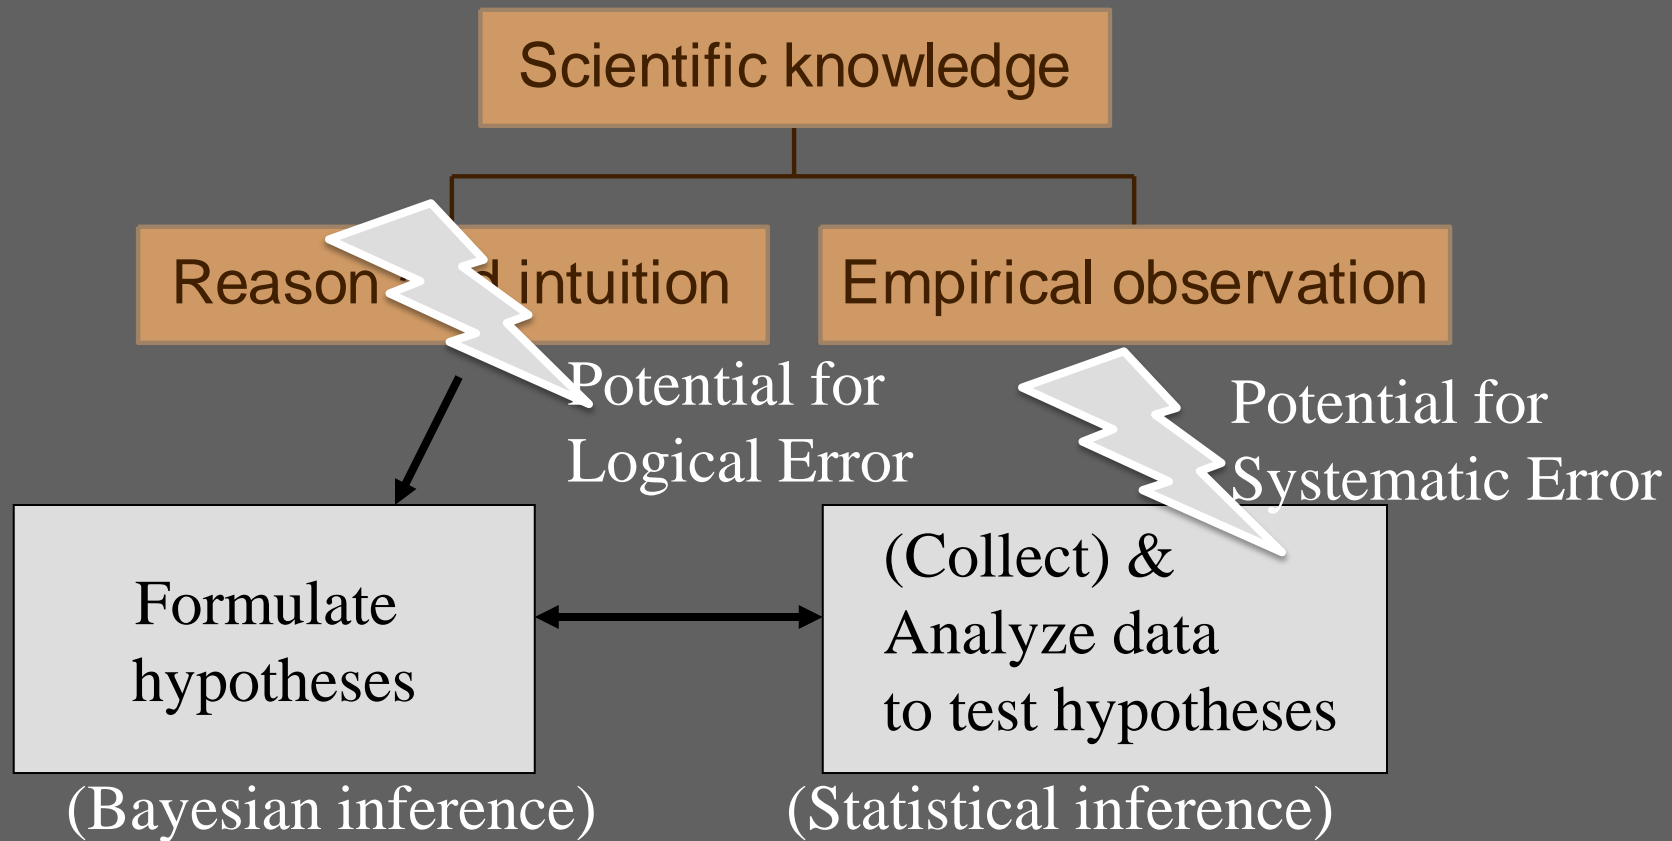 Scientific knowledge
Reason intuition
Empirical observation
Potential for
Logical Error
Potential for
Systematic Error
Formulate
hypotheses
(Collect) &
Analyze data
to test hypotheses
(Bayesian inference)
(Statistical inference)